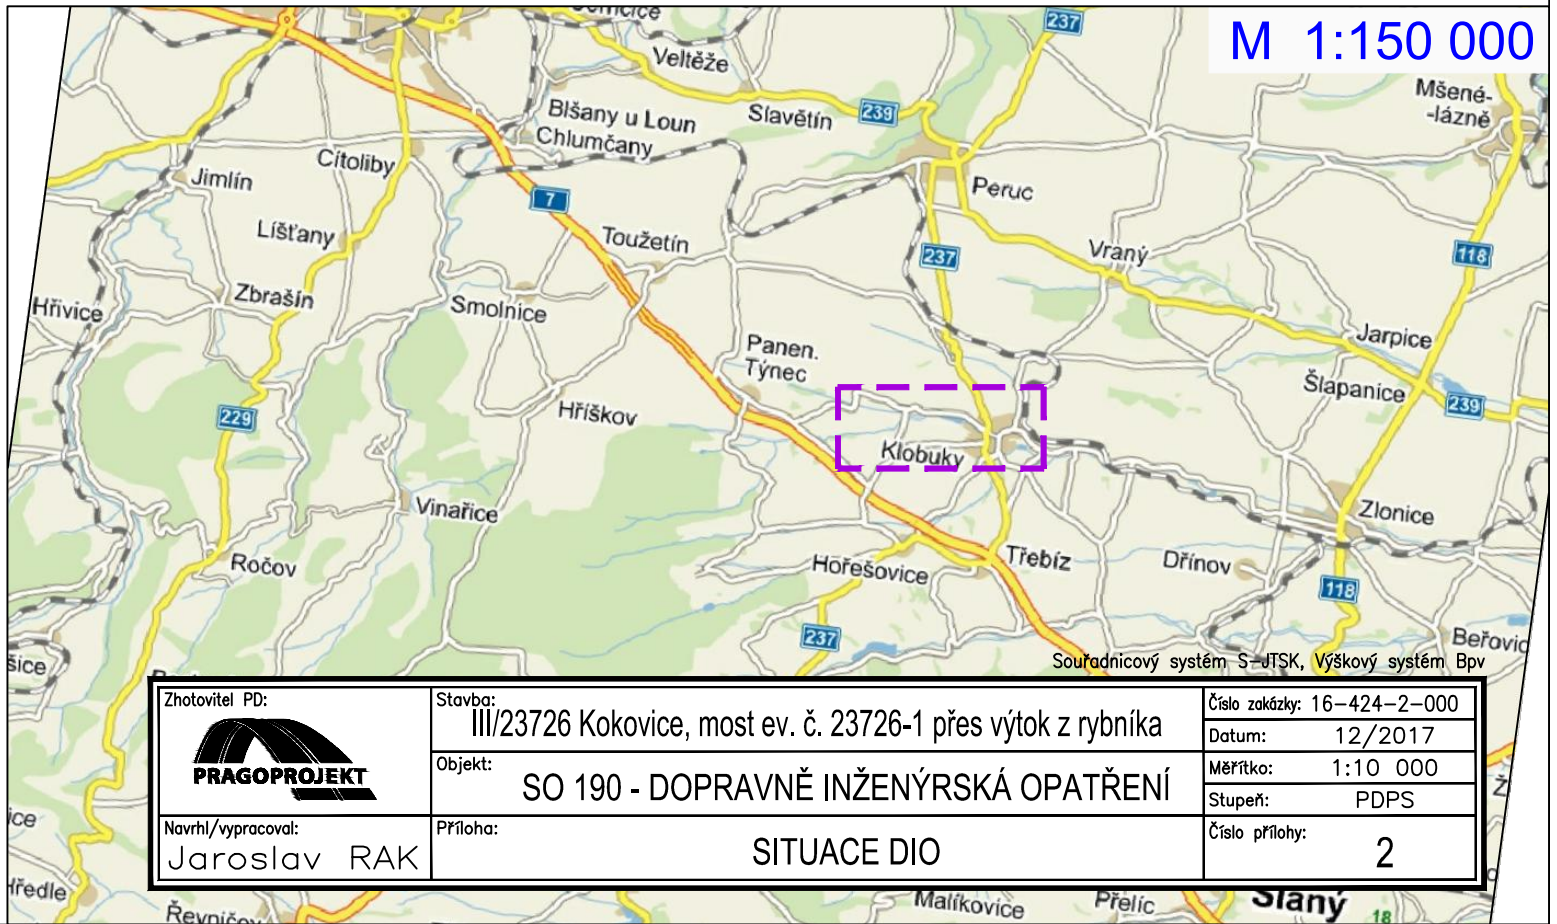 237
M 1:150 000
Veltěže
Mšené-
-lázně
Blšany u Loun
Slavětín
239
Chlumčany
Cítoliby
Jimlín
Peruc
7
Líšťany
Toužetín
Vraný
237
118
Zbrašín
Hřivice
Smolnice
Jarpice
Panen.
Týnec
Šlapanice
239
229
Hříškov
Klobuky
Vinařice
Zlonice
Ročov
Hořešovice
Třebíz
Dřínov
118
237
Souřadnicový systém S-JTSK, Výškový systém Bpv
Zhotovitel PD:
PRAGOPROJEKT
Navrhl/vypracoval:
Jaroslav RAK
Stavba:
III/23726 Kokovice, most ev. č. 23726-1 přes výtok z rybníka
Objekt:
SO 190 - DOPRAVNĚ INŽENÝRSKÁ OPATŘENÍ
Příloha:
SITUACE DIO
Číslo zakázky: 16-424-2-000
Datum: 12/2017
Měřítko: 1:10 000
Stupeň: PDPS
Číslo přílohy: 2
Malíkovice
Přelíc
Slaný
18